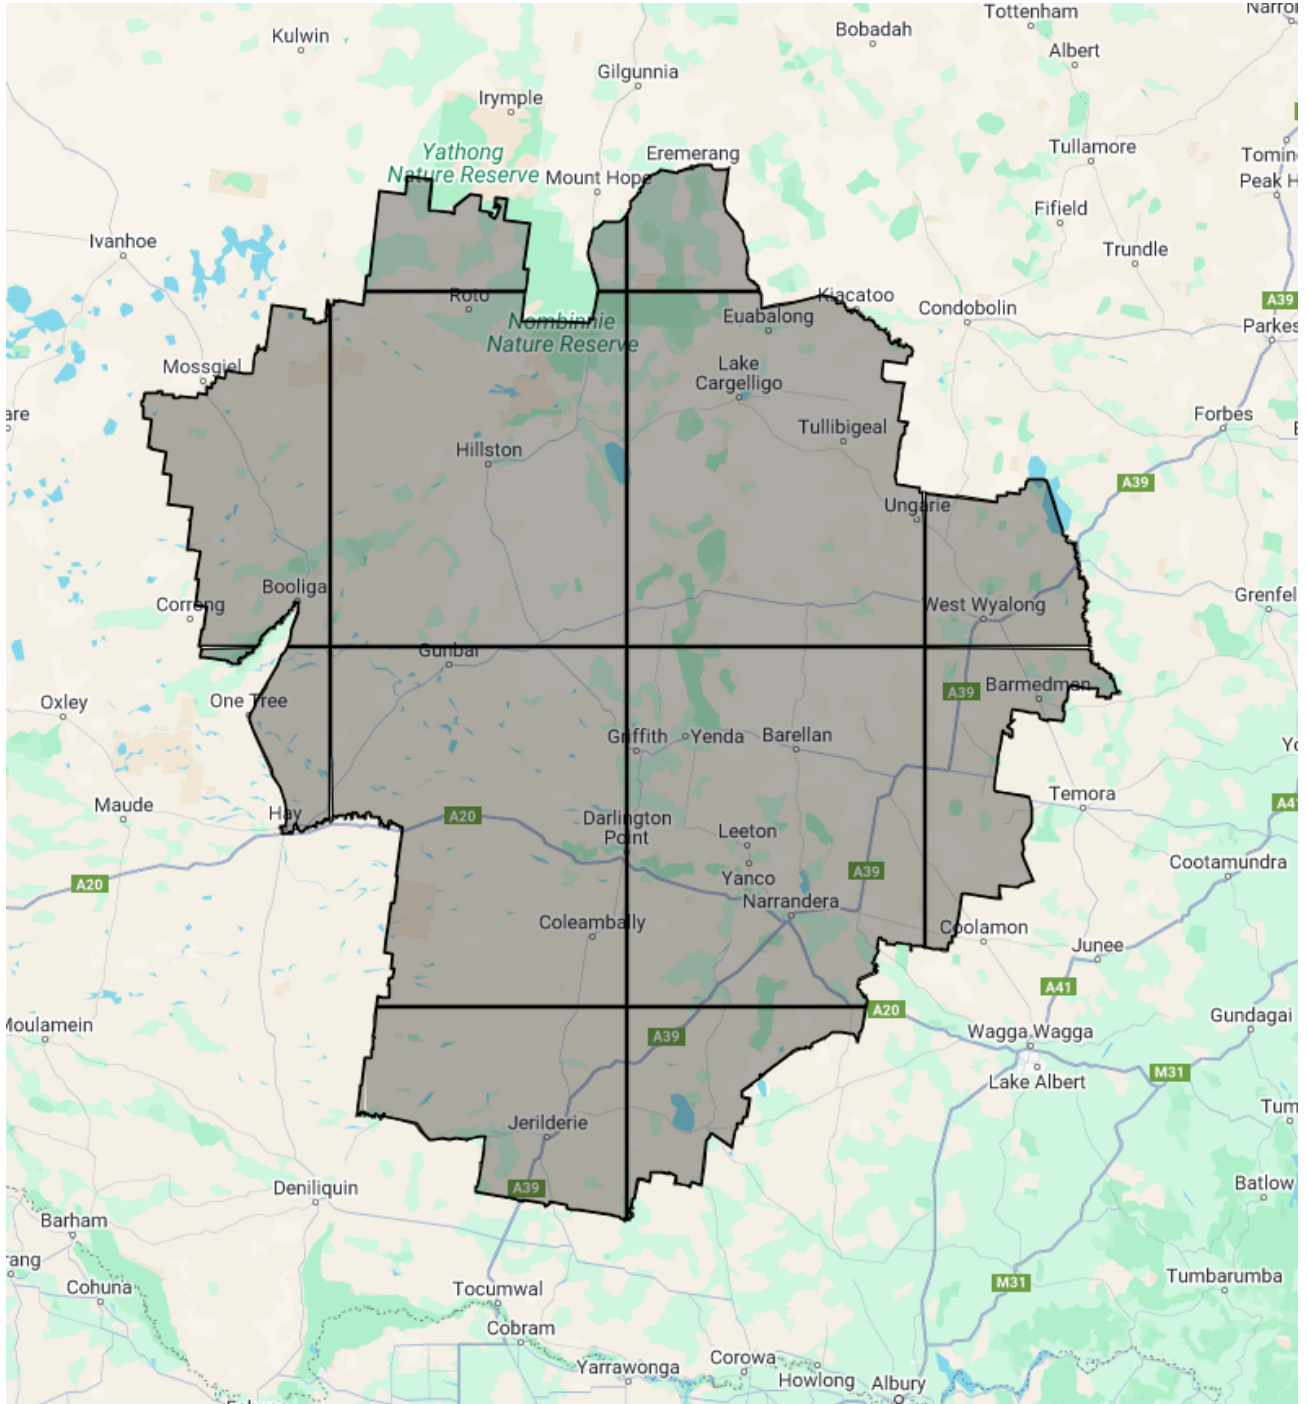 Tottenham
Narro
Kulwin
Bobadah
Albert
Gilgunnia
Irymple
Yathong
Nature Reserve
Eremerang
Tullamore
Tomin
Mount Hope
Peak H
Fifield
Ivanhoe
Trundle
Roto
Kiacatoo
A39
Condobolin
Euabalong
Nombinnie
Nature Reserve
Parkes
Mossgiel
Lake
Cargelligo
are
Forbes
Tullibigeal
Hillston
A39
Ungarie
Booliga
Corrong
West Wyalong
Grenfel
Gunbar
Barmedman
A39
Oxley
One Tree
Griffith
Yenda
Barellan
Yo
Maude
Hay
A20
Darlington
Point
Temora
A41
Leeton
Cootamundra
A20
Yanco
A39
Narrandera
Coleambally
Coolamon
Junee
A41
A20
Moulamein
Gundagai
A39
Wagga Wagga
M31
Lake Albert
Tum
Jerilderie
Deniliquin
A39
Batlow
Barham
rang
Cohuna
Tocumwal
M31
Tumbarumba
Cobram
Yarrawonga
Corowa
Howlong
Albury